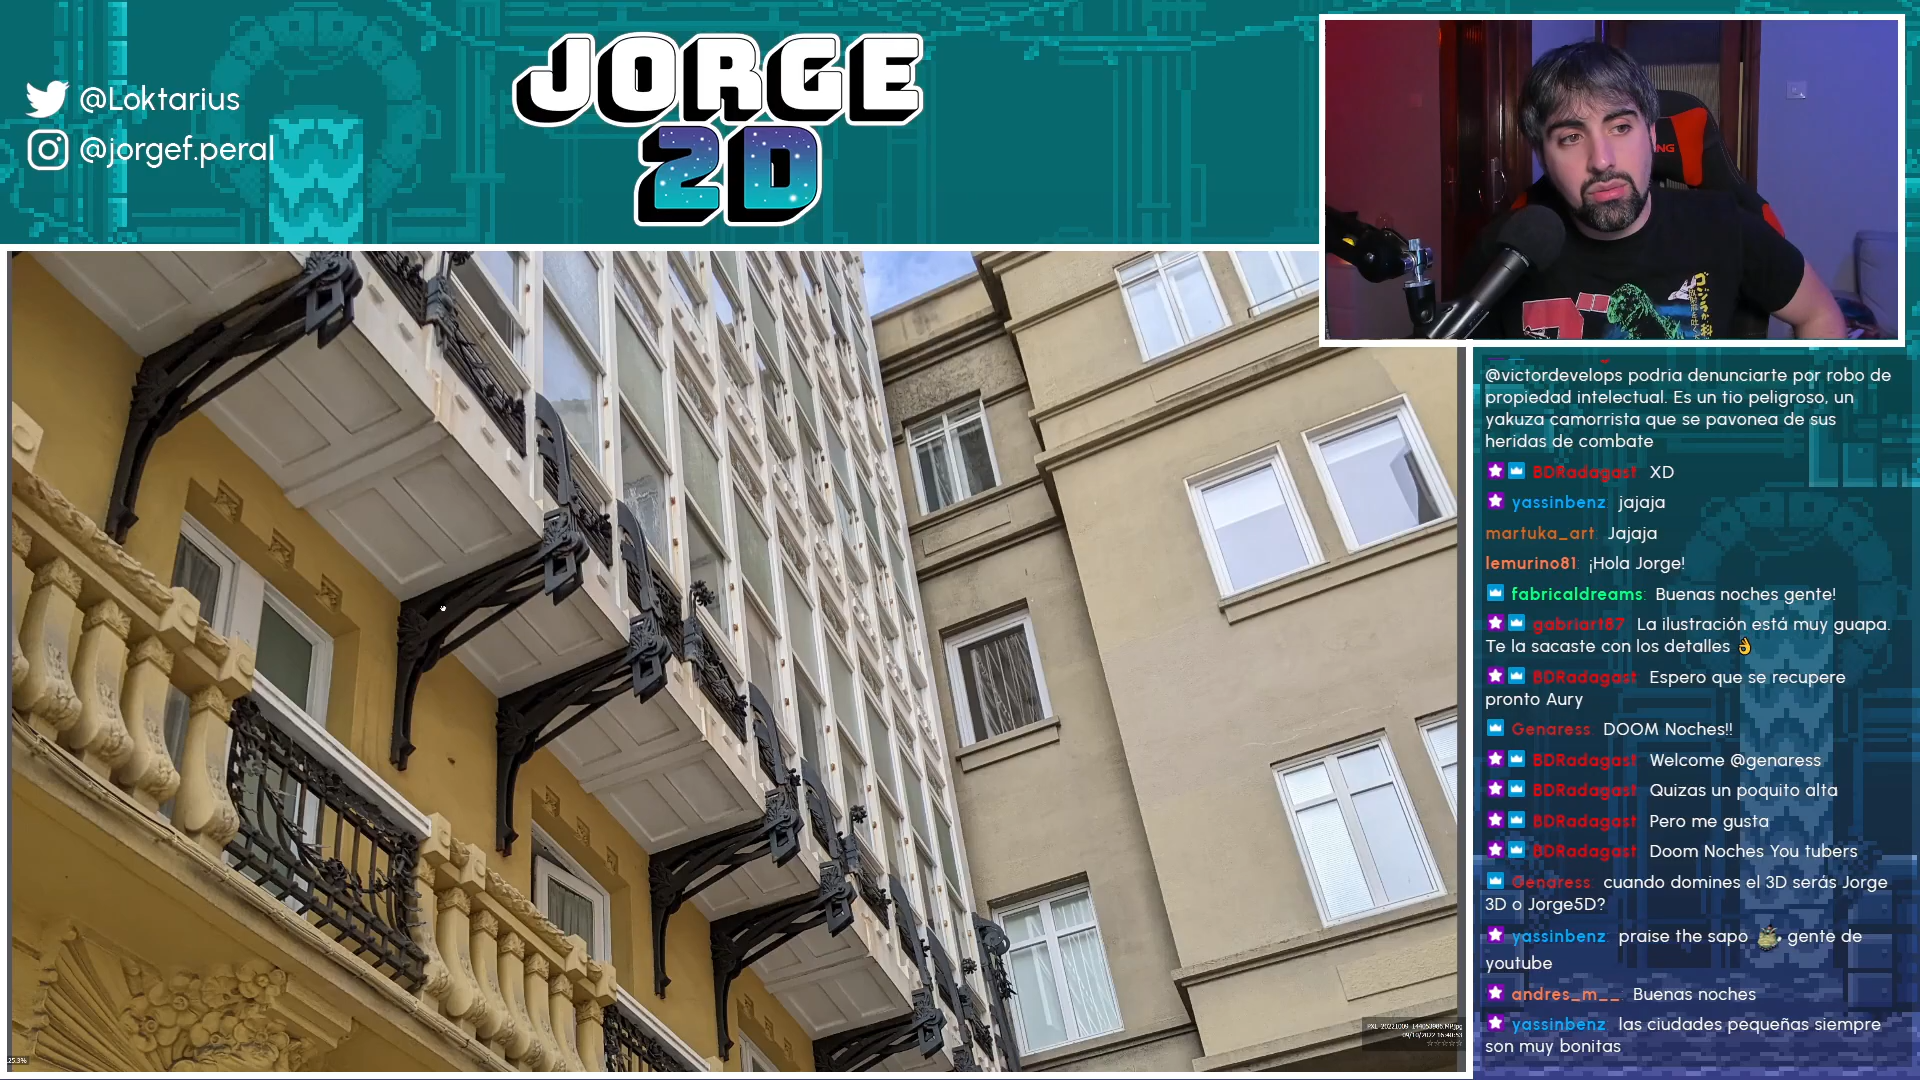 @Loktarius
@jorgef.peral
JORGE
2D
NG
@victordevelops podria denunciarte por robo de
propiedad intelectual. Es un tio peligroso, un
yakuza camorrista que se pavonea de sus
heridas de combate
BDRadagast XD
yassinbenz: jajaja
martuka_art: Jajaja
lemurino81: ¡Hola Jorge!
fabricaldreams: Buenas noches gente!
gabriart87 La ilustración está muy guapa.
Te la sacaste con los detalles 👌
BDRadagast Espero que se recupere
pronto Aury
Genaress: DOOM Noches!!
BDRadagast Welcome @genaress
BDRadagast Quizas un poquito alta
BDRadagast Pero me gusta
BDRadagast Doom Noches You tubers
Genaress: cuando domines el 3D serás Jorge
3D o Jorge5D?
yassinbenz: praise the sapo gente de
youtube
andres_m__: Buenas noches
yassinbenz: las ciudades pequeñas siempre
son muy bonitas
25.3%